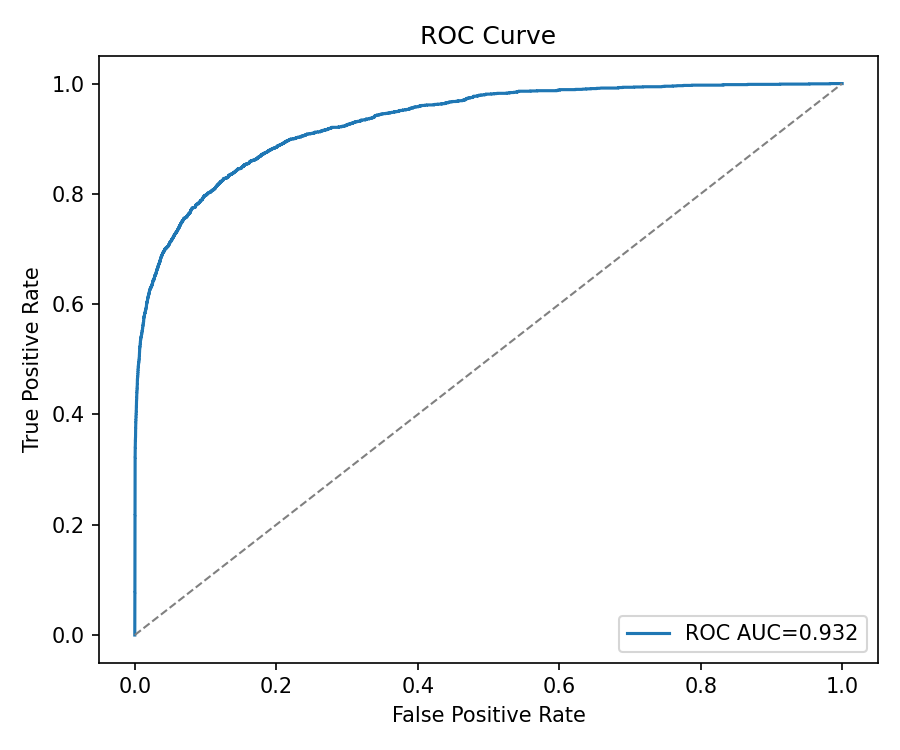 ROC Curve
True Positive Rate
1.0
0.8
0.6
0.4
0.2
0.0
ROC AUC=0.932
0.0 0.2 0.4 0.6 0.8 1.0
False Positive Rate